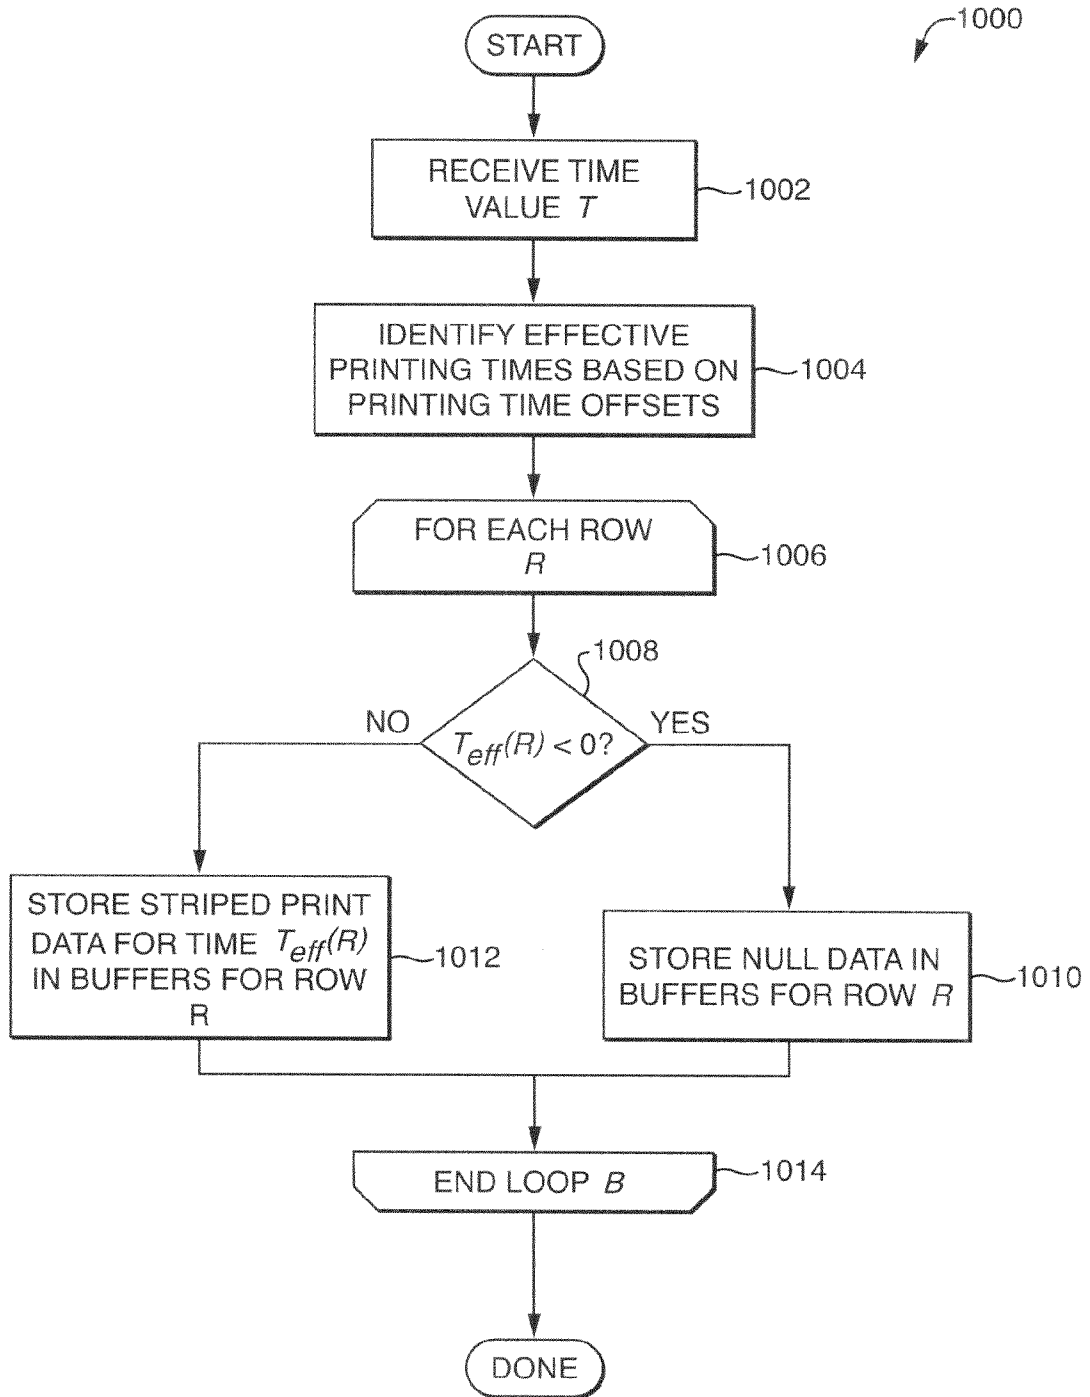 1000
START
RECEIVE TIME
VALUE T
1002
IDENTIFY EFFECTIVE
PRINTING TIMES BASED ON
PRINTING TIME OFFSETS
1004
FOR EACH ROW
R
1006
1008
NO
YES
Teff(R) < 0?
STORE STRIPED PRINT
DATA FOR TIME Teff(R)
IN BUFFERS FOR ROW
R
1012
STORE NULL DATA IN
BUFFERS FOR ROW R
1010
END LOOP B
1014
DONE